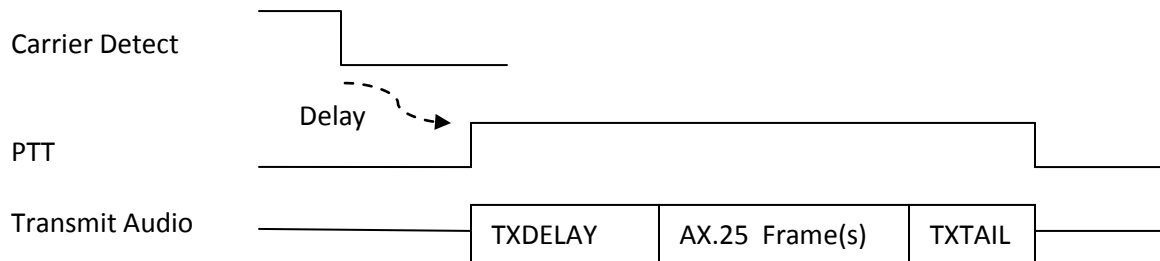 Carrier Detect
Delay
PTT
Transmit Audio
TXDELAY
AX.25 Frame(s)
TXTAIL